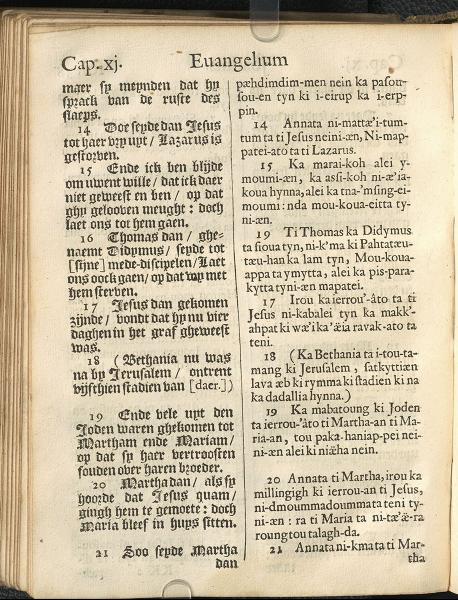 Cap. xj.
Euangelium
maer sy meynden dat hy
sprack van de ruste des
slaeps.
14 Doe seyde dan Jesus
tot haer vry uyt / Lazarus is
gestorven.
15 Ende ick ben blijde
om uwent wille / dat ick daer
niet geweest en ben / op dat
ghy gelooven meught : doch
laet ons tot hem gaen.
16 Thomas dan / ghe-
naemt Didymus / seyde tot
[sijne] mede-discipelen / Laet
ons oock gaen / op dat wy met
hem sterven.
17 Jesus dan gekomen
zijnde / vondt dat hy nu vier
daghen in het graf gheweest
was.
18 ( Bethania nu was
na by Jerusalem / ontrent
vijfthien stadien van [daer.])
19 Ende vele uyt den
Joden waren ghekomen tot
Martham ende Mariam /
op dat sy haer vertroosten
souden over haren broeder.
20 Martha dan / als sy
hoorde dat Jesus quam /
gingh hem te gemoete : doch
Maria bleef in huys sitten.
21 Soo seyde Martha
dan
pæhdimdim-men nein ka pasou-
sou-en tyn ki i-eirup ka i-erp-
pin.
14 Annata ni-mattæ'i-tum-
tum ta ti Jesus neini-æn, Ni-map-
patei-ato ta ti Lazarus.
15 Ka marai-koh alei y-
moumi-æn, ka assi-koh ni-æ'ia-
koua hynna, alei ka tna-'msing-ei-
moumi : nda mou-koua-eitta ty-
ni-æn.
19 Ti Thomas ka Didymus
ta sioua tyn, ni-k'ma ki Pahtatæu-
tæu-han ka lam tyn, Mou-koua-
appa ta ymytta, alei ka pis-para-
kytta tyni-æn mapatei.
17 Irou ka ierrou'-âto ta ti
Jesus ni-kabalei tyn ka makk'-
ahpat ki wæ'i ka 'æia ravak-ato ta
teni.
18 ( Ka Bethania ta i-tou-ta-
mang ki Jerusalem, satkyttiæn
lava æb ki rymma ki stadien ki na
ka dadallia hynna.)
19 Ka mabatoung ki Joden
ta ierrou-'âto ti Martha-an ti Ma-
ria-an, tou paka-haniap-pei nei-
ni-æn alei ki niæha nein.
20 Annata ti Martha, irou ka
millingigh ki ierrou-an ti Jesus,
ni-dmoummadoummata teni ty-
ni-æn : ra ti Maria ta ni-tæ'æ-ra
roung tou talagh-da.
21 Annata ni-kma ta ti Mar-
tha